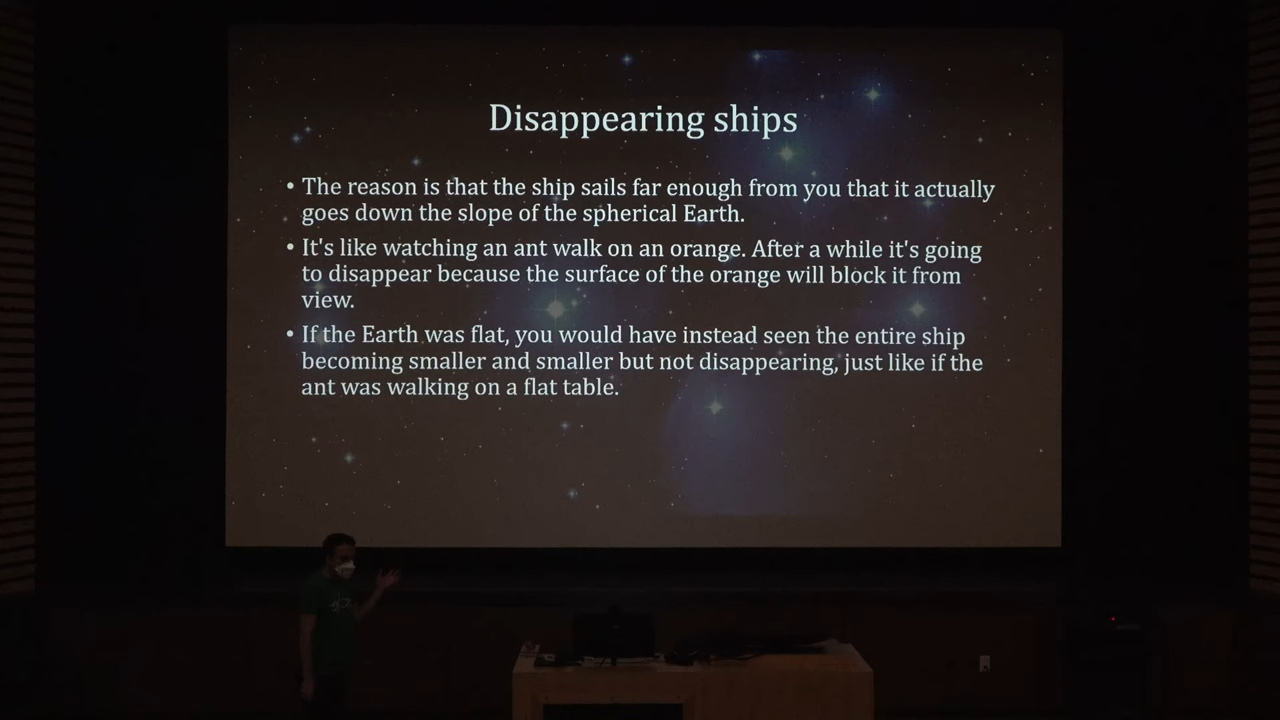 Disappearing ships
• The reason is that the ship sails far enough from you that it actually
goes down the slope of the spherical Earth.
• It's like watching an ant walk on an orange. After a while it's going
to disappear because the surface of the orange will block it from
view.
• If the Earth was flat, you would have instead seen the entire ship
becoming smaller and smaller but not disappearing, just like if the
ant was walking on a flat table.